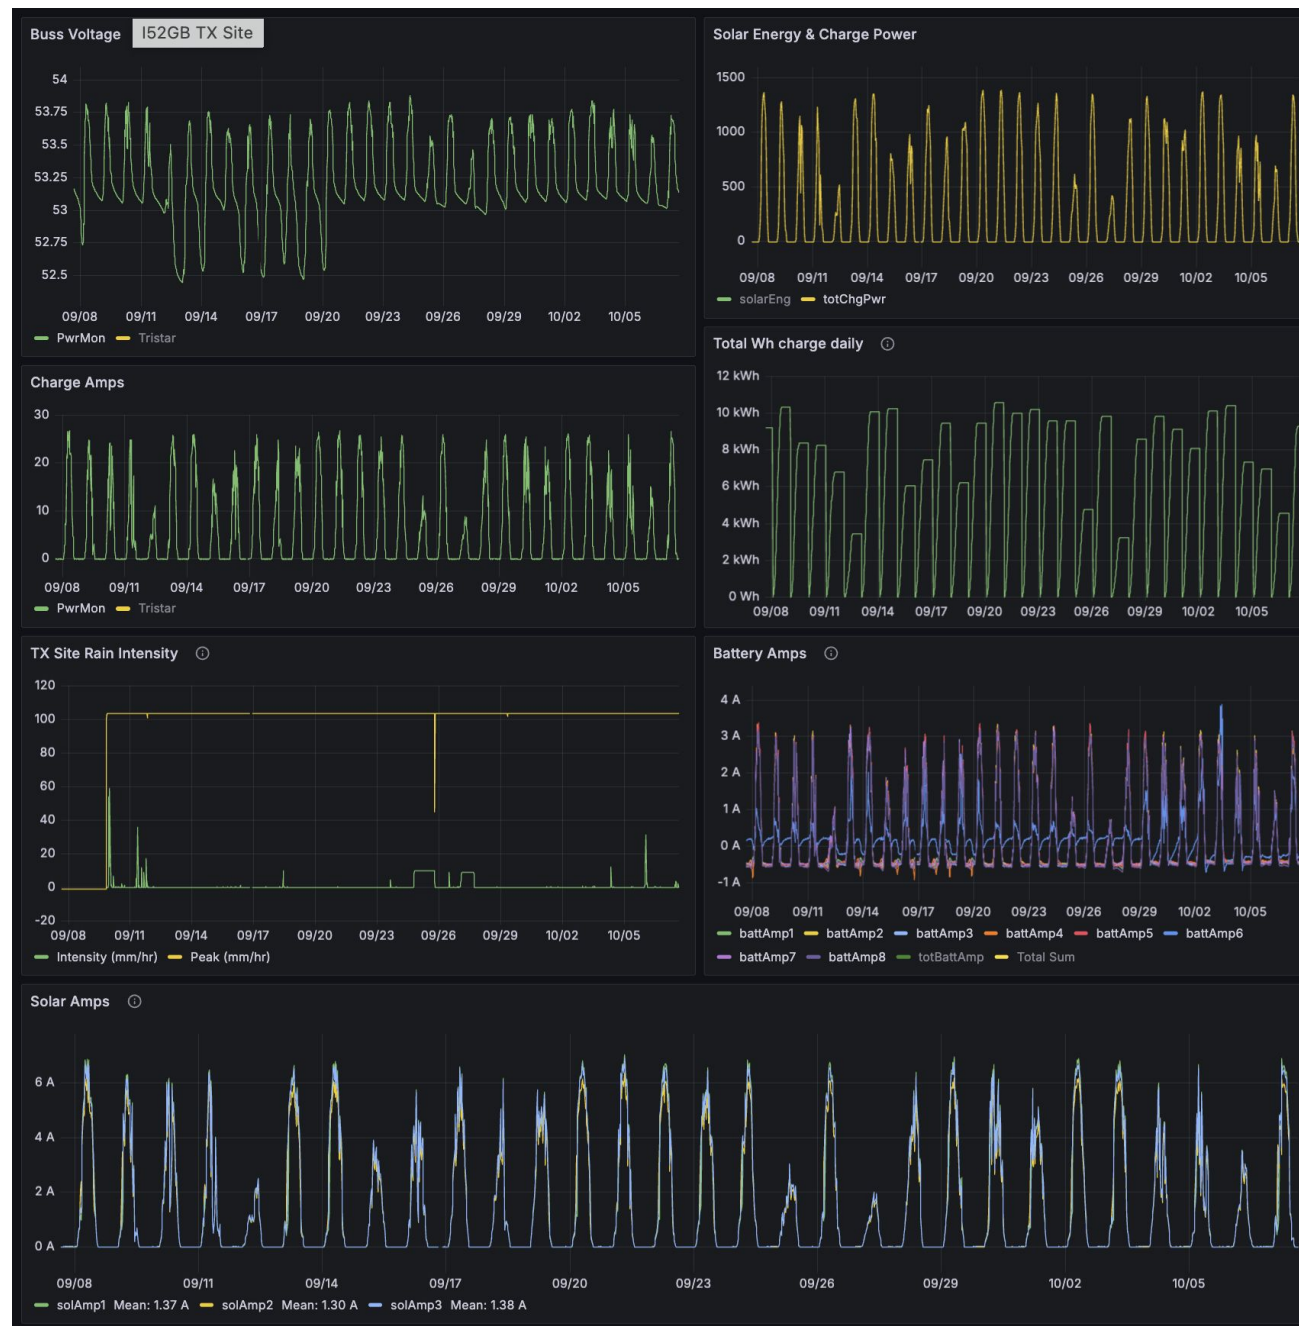 Buss Voltage
I52GB TX Site
54
53.75
53.5
53.25
53
52.75
52.5
09/08 09/11 09/14 09/17 09/20 09/23 09/26 09/29 10/02 10/05
PwrMon Tristar
Solar Energy & Charge Power
1500
1000
500
0
09/08 09/11 09/14 09/17 09/20 09/23 09/26 09/29 10/02 10/05
solarEng totChgPwr
Charge Amps
30
20
10
0
09/08 09/11 09/14 09/17 09/20 09/23 09/26 09/29 10/02 10/05
PwrMon Tristar
Total Wh charge daily
12 kWh
10 kWh
8 kWh
6 kWh
4 kWh
2 kWh
0 Wh
09/08 09/11 09/14 09/17 09/20 09/23 09/26 09/29 10/02 10/05
TX Site Rain Intensity
120
100
80
60
40
20
0
-20
09/08 09/11 09/14 09/17 09/20 09/23 09/26 09/29 10/02 10/05
Intensity (mm/hr) Peak (mm/hr)
Battery Amps
4 A
3 A
2 A
1 A
0 A
-1 A
09/08 09/11 09/14 09/17 09/20 09/23 09/26 09/29 10/02 10/05
battAmp1 battAmp2 battAmp3 battAmp4 battAmp5 battAmp6
battAmp7 battAmp8 totBattAmp Total Sum
Solar Amps
6 A
4 A
2 A
0 A
09/08 09/11 09/14 09/17 09/20 09/23 09/26 09/29 10/02 10/05
solAmp1 Mean: 1.37 A solAmp2 Mean: 1.30 A solAmp3 Mean: 1.38 A